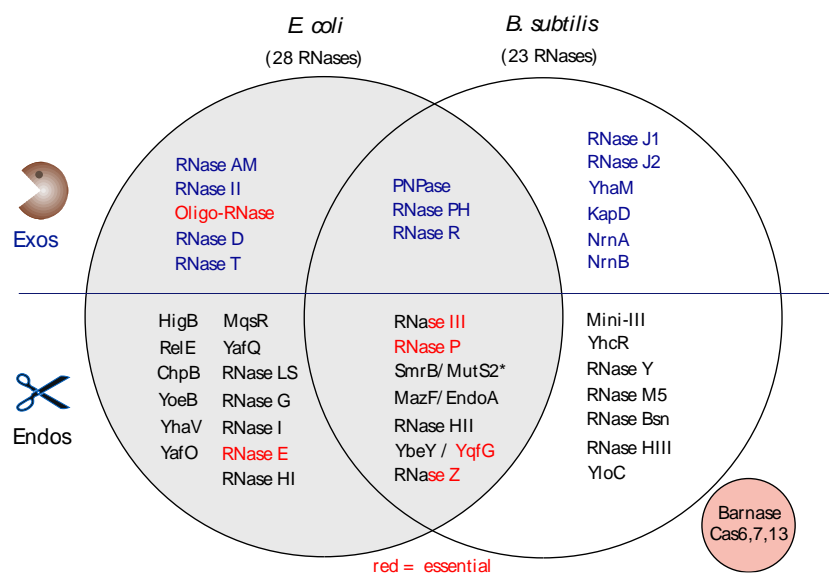 E. coli
(28 RNases)
B. subtilis
(23 RNases)
Exos
RNase AM
RNase II
Oligo-RNase
RNase D
RNase T
PNPase
RNase PH
RNase R
RNase J1
RNase J2
YhaM
KapD
NrnA
NrnB
Endos
HigB
RelE
ChpB
YoeB
YhaV
YafO
MqsR
YafQ
RNase LS
RNase G
RNase I
RNase E
RNase HI
RNase III
RNase P
SmrB/ MutS2*
MazF/ EndoA
RNase HII
YbeY / YqfG
RNase Z
Mini-III
YhcR
RNase Y
RNase M5
RNase Bsn
RNase HIII
YloC
Barnase
Cas6,7,13
red = essential